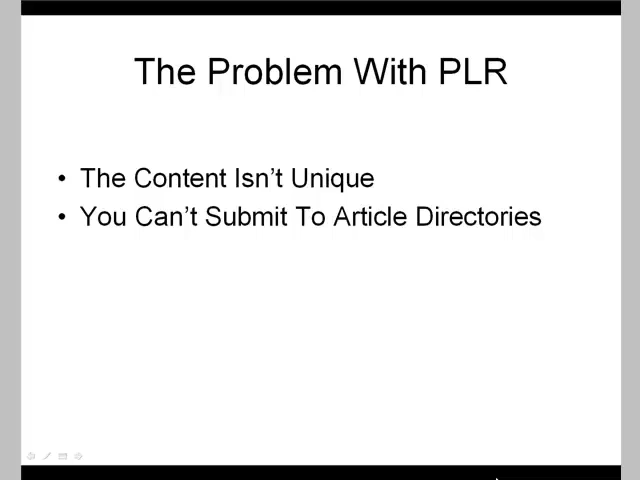 The Problem With PLR
• The Content Isn't Unique
• You Can't Submit To Article Directories